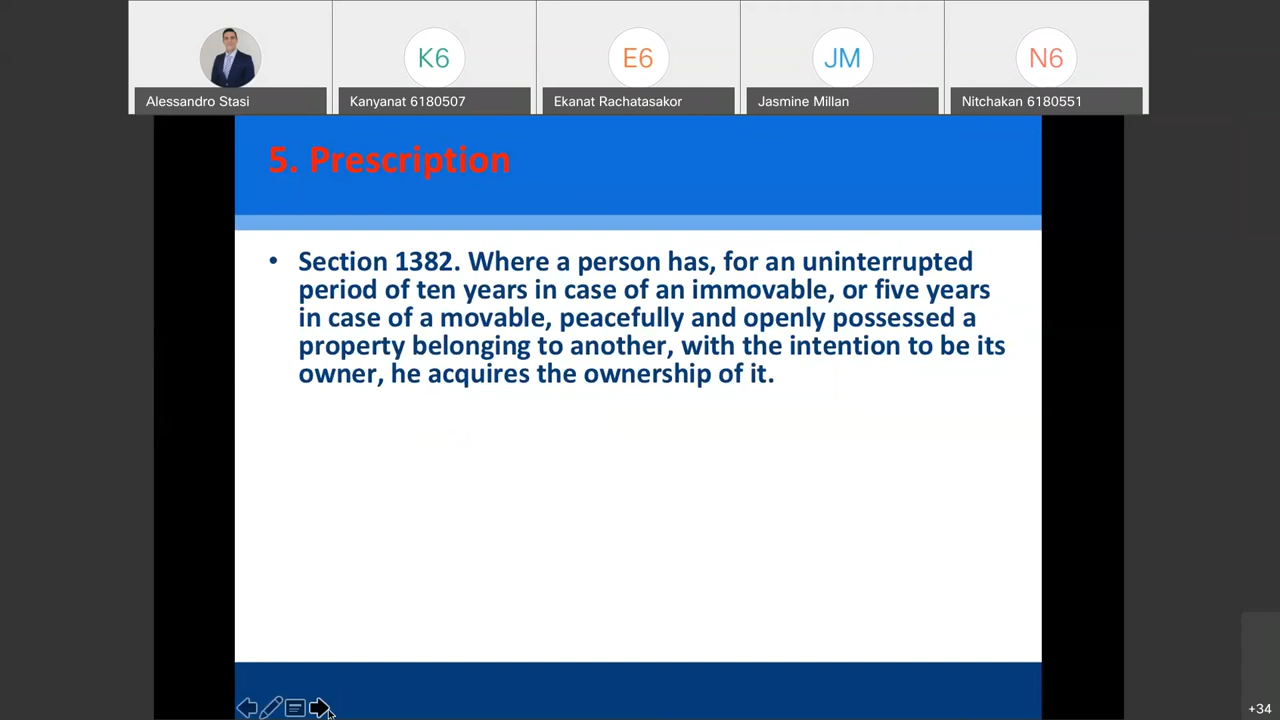 K6
E6
JM
N6
Alessandro Stasi
Kanyanat 6180507
Ekanat Rachatasakor
Jasmine Millan
Nitchakan 6180551
5. Prescription
• Section 1382. Where a person has, for an uninterrupted
period of ten years in case of an immovable, or five years
in case of a movable, peacefully and openly possessed a
property belonging to another, with the intention to be its
owner, he acquires the ownership of it.
+34